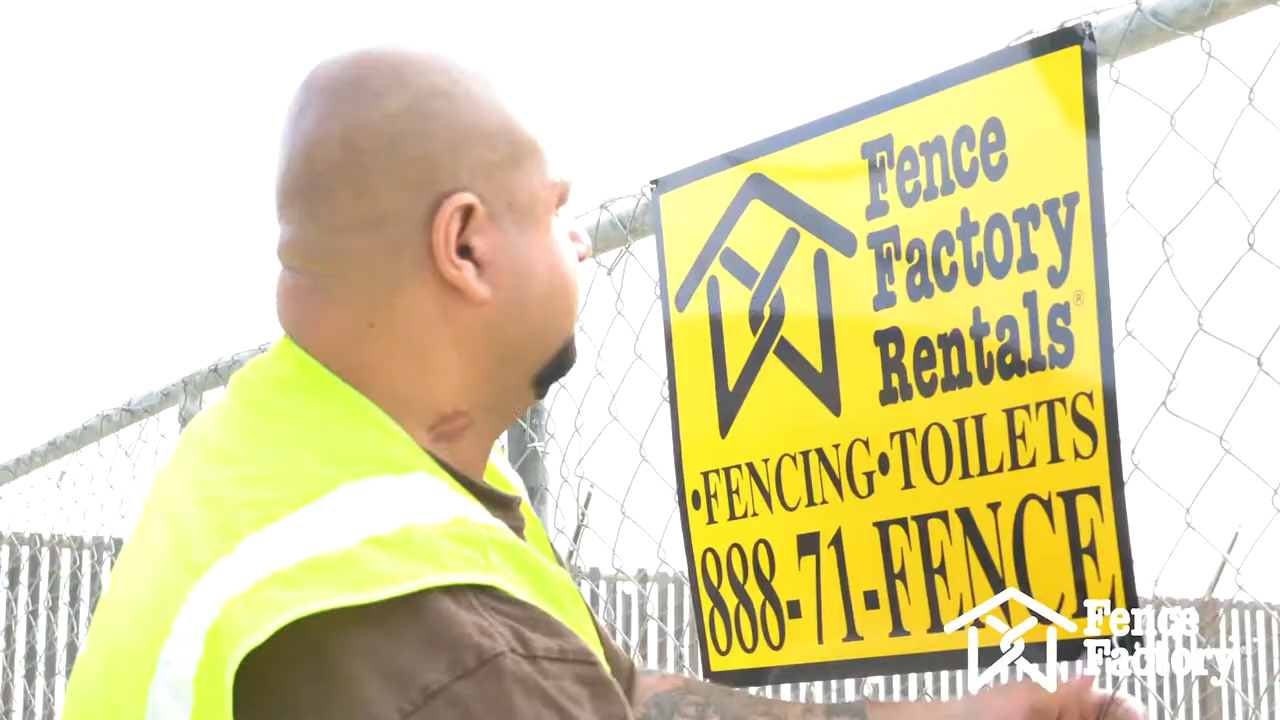 Fence
Factory
Rentals®
•FENCING•TOILETS
888-71-FENCE
Fence
Factory